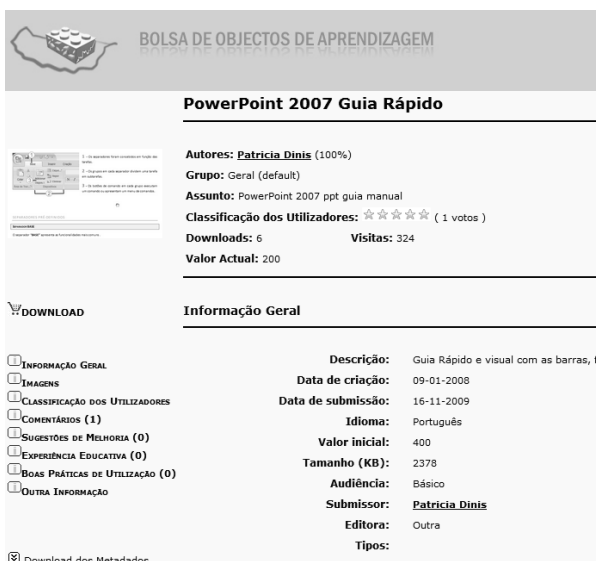 BOLSA DE OBJECTOS DE APRENDIZAGEM
PowerPoint 2007 Guia Rápido
Autores: Patricia Dinis (100%)
Grupo: Geral (default)
Assunto: PowerPoint 2007 ppt guia manual
Classificação dos Utilizadores: ( 1 votos )
Downloads: 6 Visitas: 324
Valor Actual: 200
DOWNLOAD
Informação Geral
INFORMAÇÃO GERAL
IMAGENS
CLASSIFICAÇÃO DOS UTILIZADORES
COMENTÁRIOS (1)
SUGESTÕES DE MELHORIA (0)
EXPERIÊNCIA EDUCATIVA (0)
BOAS PRÁTICAS DE UTILIZAÇÃO (0)
OUTRA INFORMAÇÃO
Download dos Metadados
Descrição: Guia Rápido e visual com as barras,
Data de criação: 09-01-2008
Data de submissão: 16-11-2009
Idioma: Português
Valor inicial: 400
Tamanho (KB): 2378
Audiência: Básico
Submissor: Patricia Dinis
Editora: Outra
Tipos: